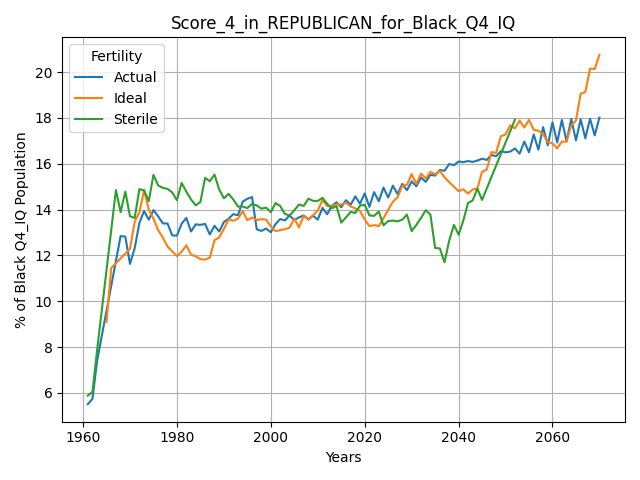 Score_4_in_REPUBLICAN_for_Black_Q4_IQ
Fertility
Actual
Ideal
Sterile
% of Black Q4_IQ Population
20
18
16
14
12
10
8
6
1960 1980 2000 2020 2040 2060
Years